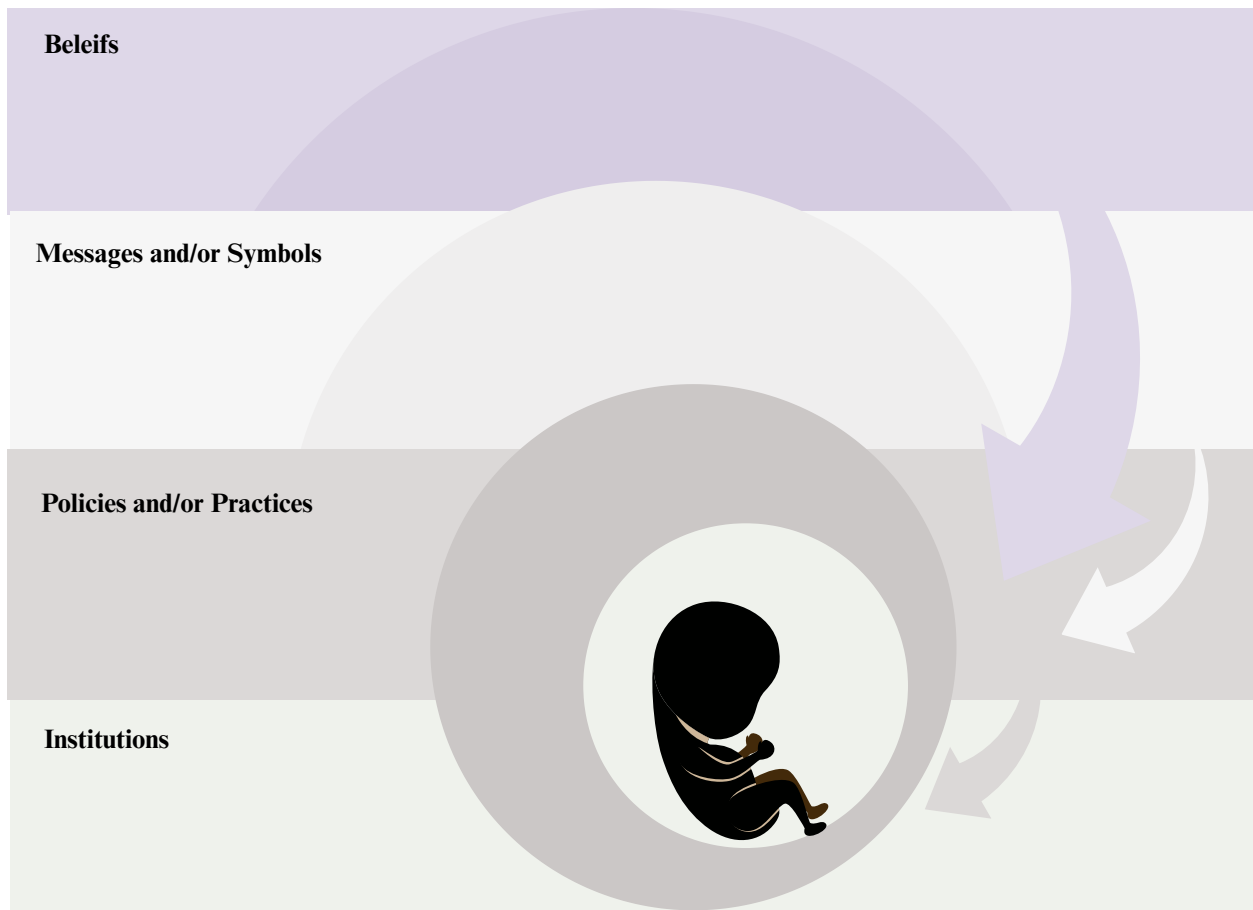 Beleifs
Messages and/or Symbols
Policies and/or Practices
Institutions